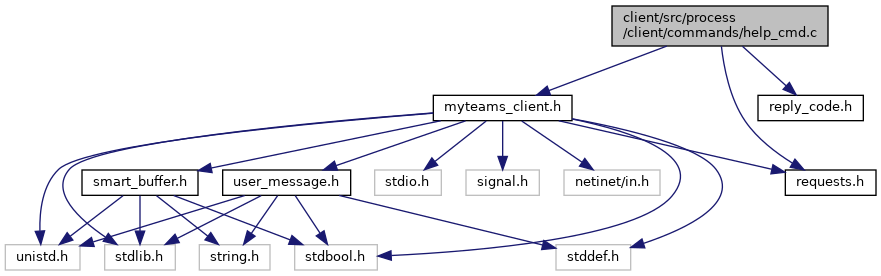 client/src/process
/client/commands/help_cmd.c
myteams_client.h
reply_code.h
smart_buffer.h
user_message.h
stdio.h
signal.h
netinet/in.h
requests.h
unistd.h
stdlib.h
string.h
stdbool.h
stddef.h